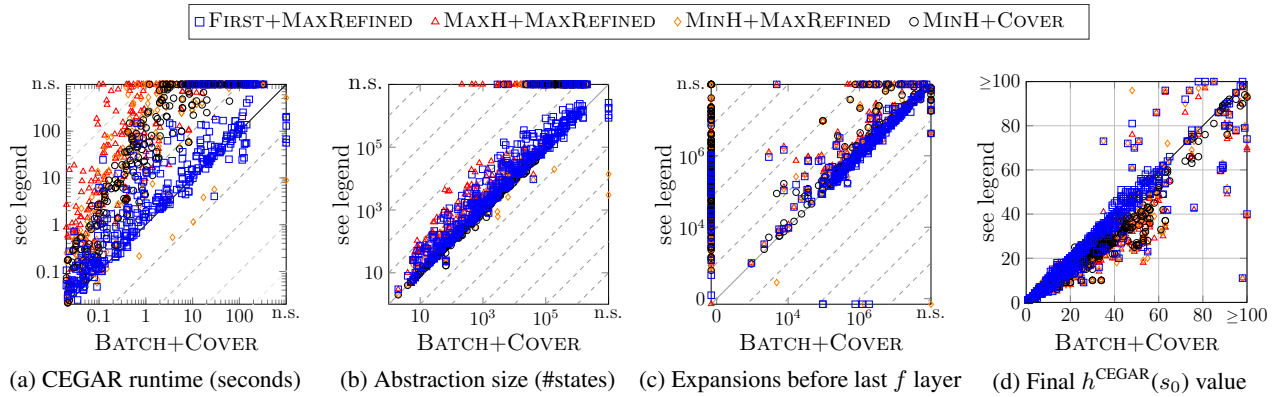 FIRST+MAXREFINED MAXH+MAXREFINED MINH+MAXREFINED MINH+COVER
see legend
n.s.
100
10
1
0.1
0.1 1 10 100 n.s.
BATCH+COVER
(a) CEGAR runtime (seconds)
see legend
n.s.
10^5
10^3
10
10 10^3 10^5 n.s.
BATCH+COVER
(b) Abstraction size (#states)
see legend
n.s.
10^6
10^4
0
0 10^4 10^6 n.s.
BATCH+COVER
(c) Expansions before last f layer
see legend
≥100
80
60
40
20
0
0 20 40 60 80 ≥100
BATCH+COVER
(d) Final h^CEGAR(s_0) value